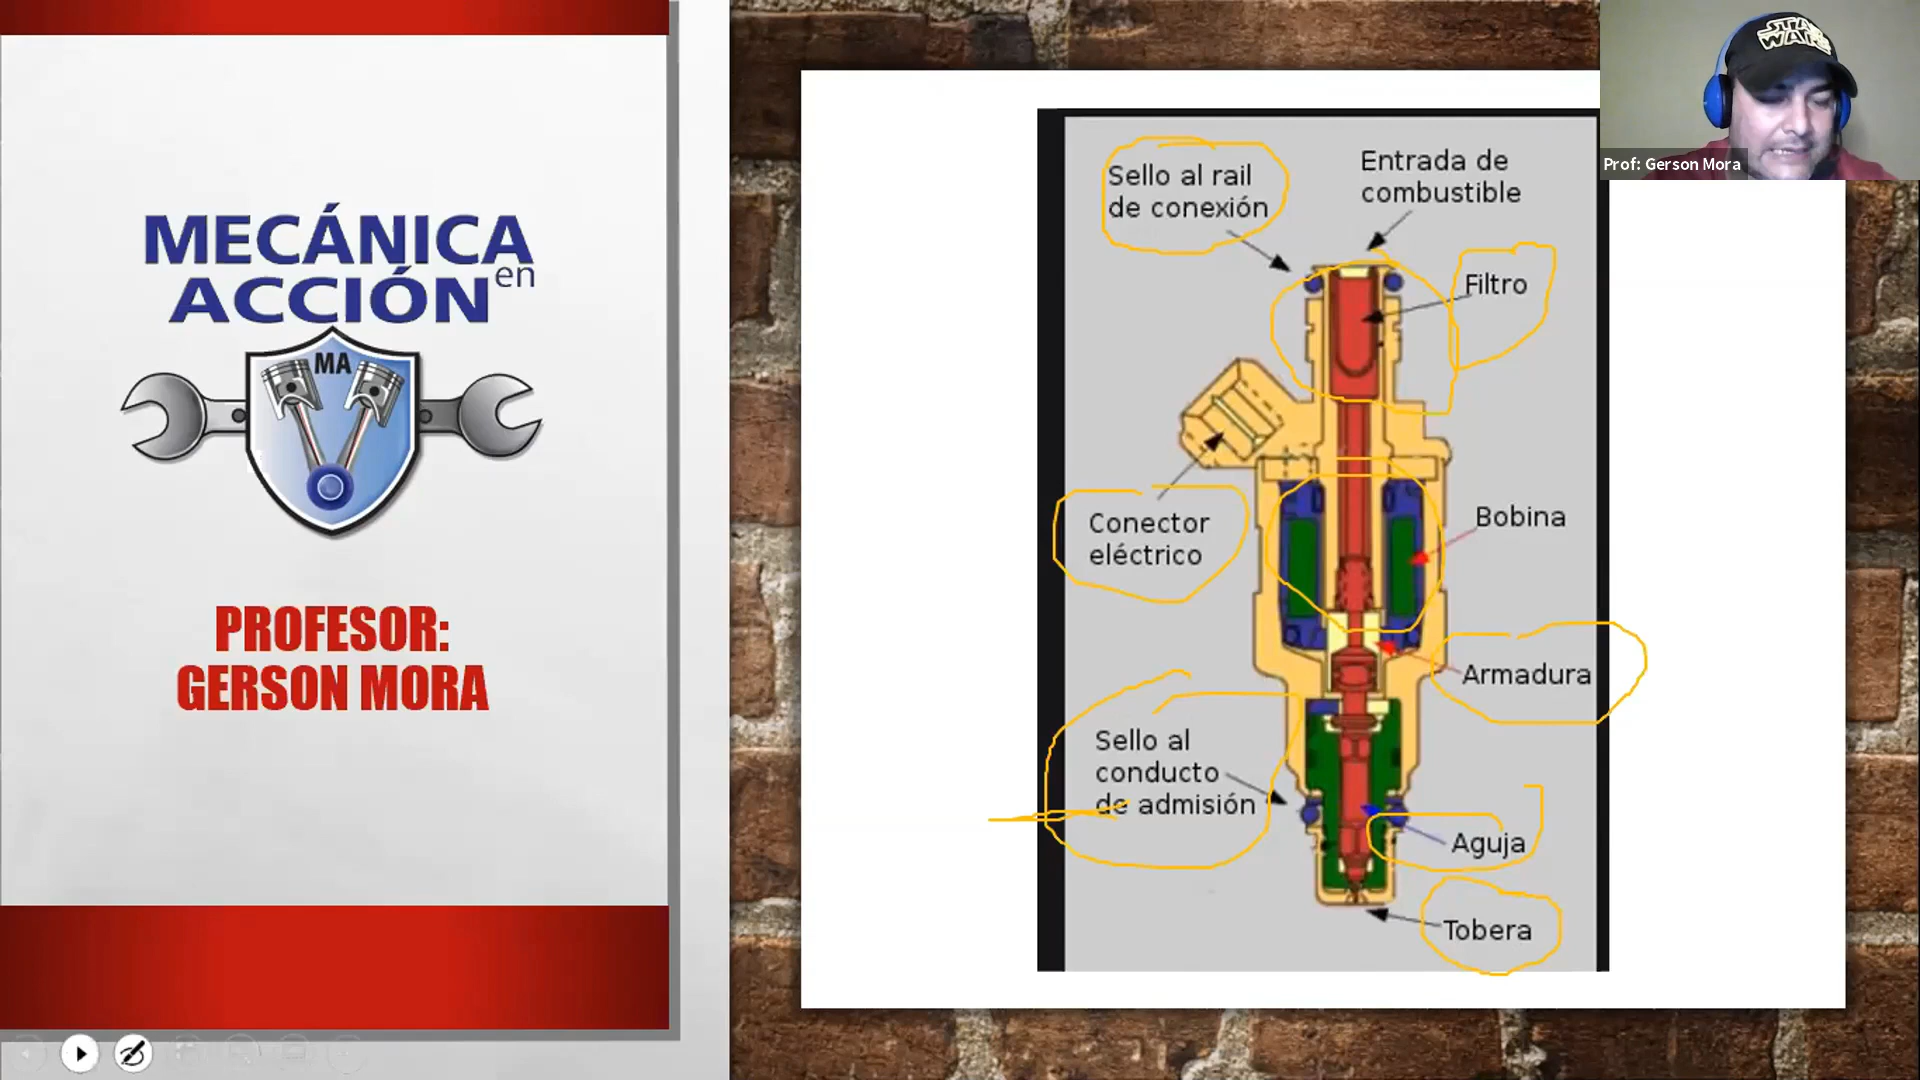 MECÁNICA
en
ACCIÓN
MA
PROFESOR:
GERSON MORA
Sello al rail
de conexión
Entrada de
combustible
Filtro
Conector
eléctrico
Bobina
Armadura
Sello al
conducto
de admisión
Aguja
Tobera
STAR
WARS
Prof: Gerson Mora